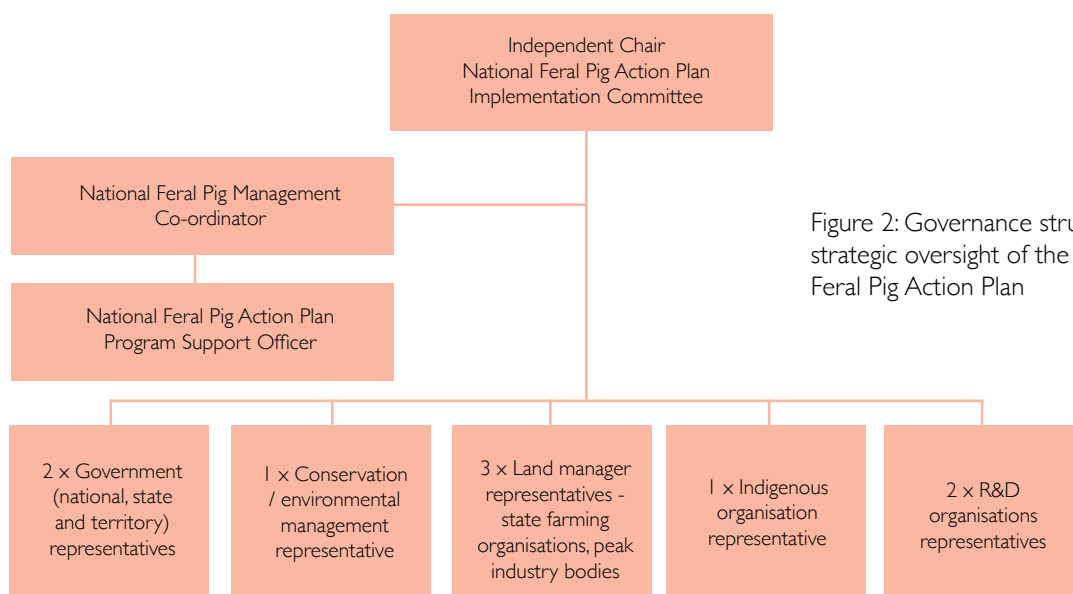 Independent Chair
National Feral Pig Action Plan
Implementation Committee
National Feral Pig Management
Co-ordinator
Figure 2: Governance
strategic oversight of the
Feral Pig Action Plan
National Feral Pig Action Plan
Program Support Officer
2 x Government
(national, state
and territory)
representatives
1 x Conservation
/ environmental
management
representative
3 x Land manager
representatives -
state farming
organisations, peak
industry bodies
1 x Indigenous
organisation
representative
2 x R&D
organisations
representatives